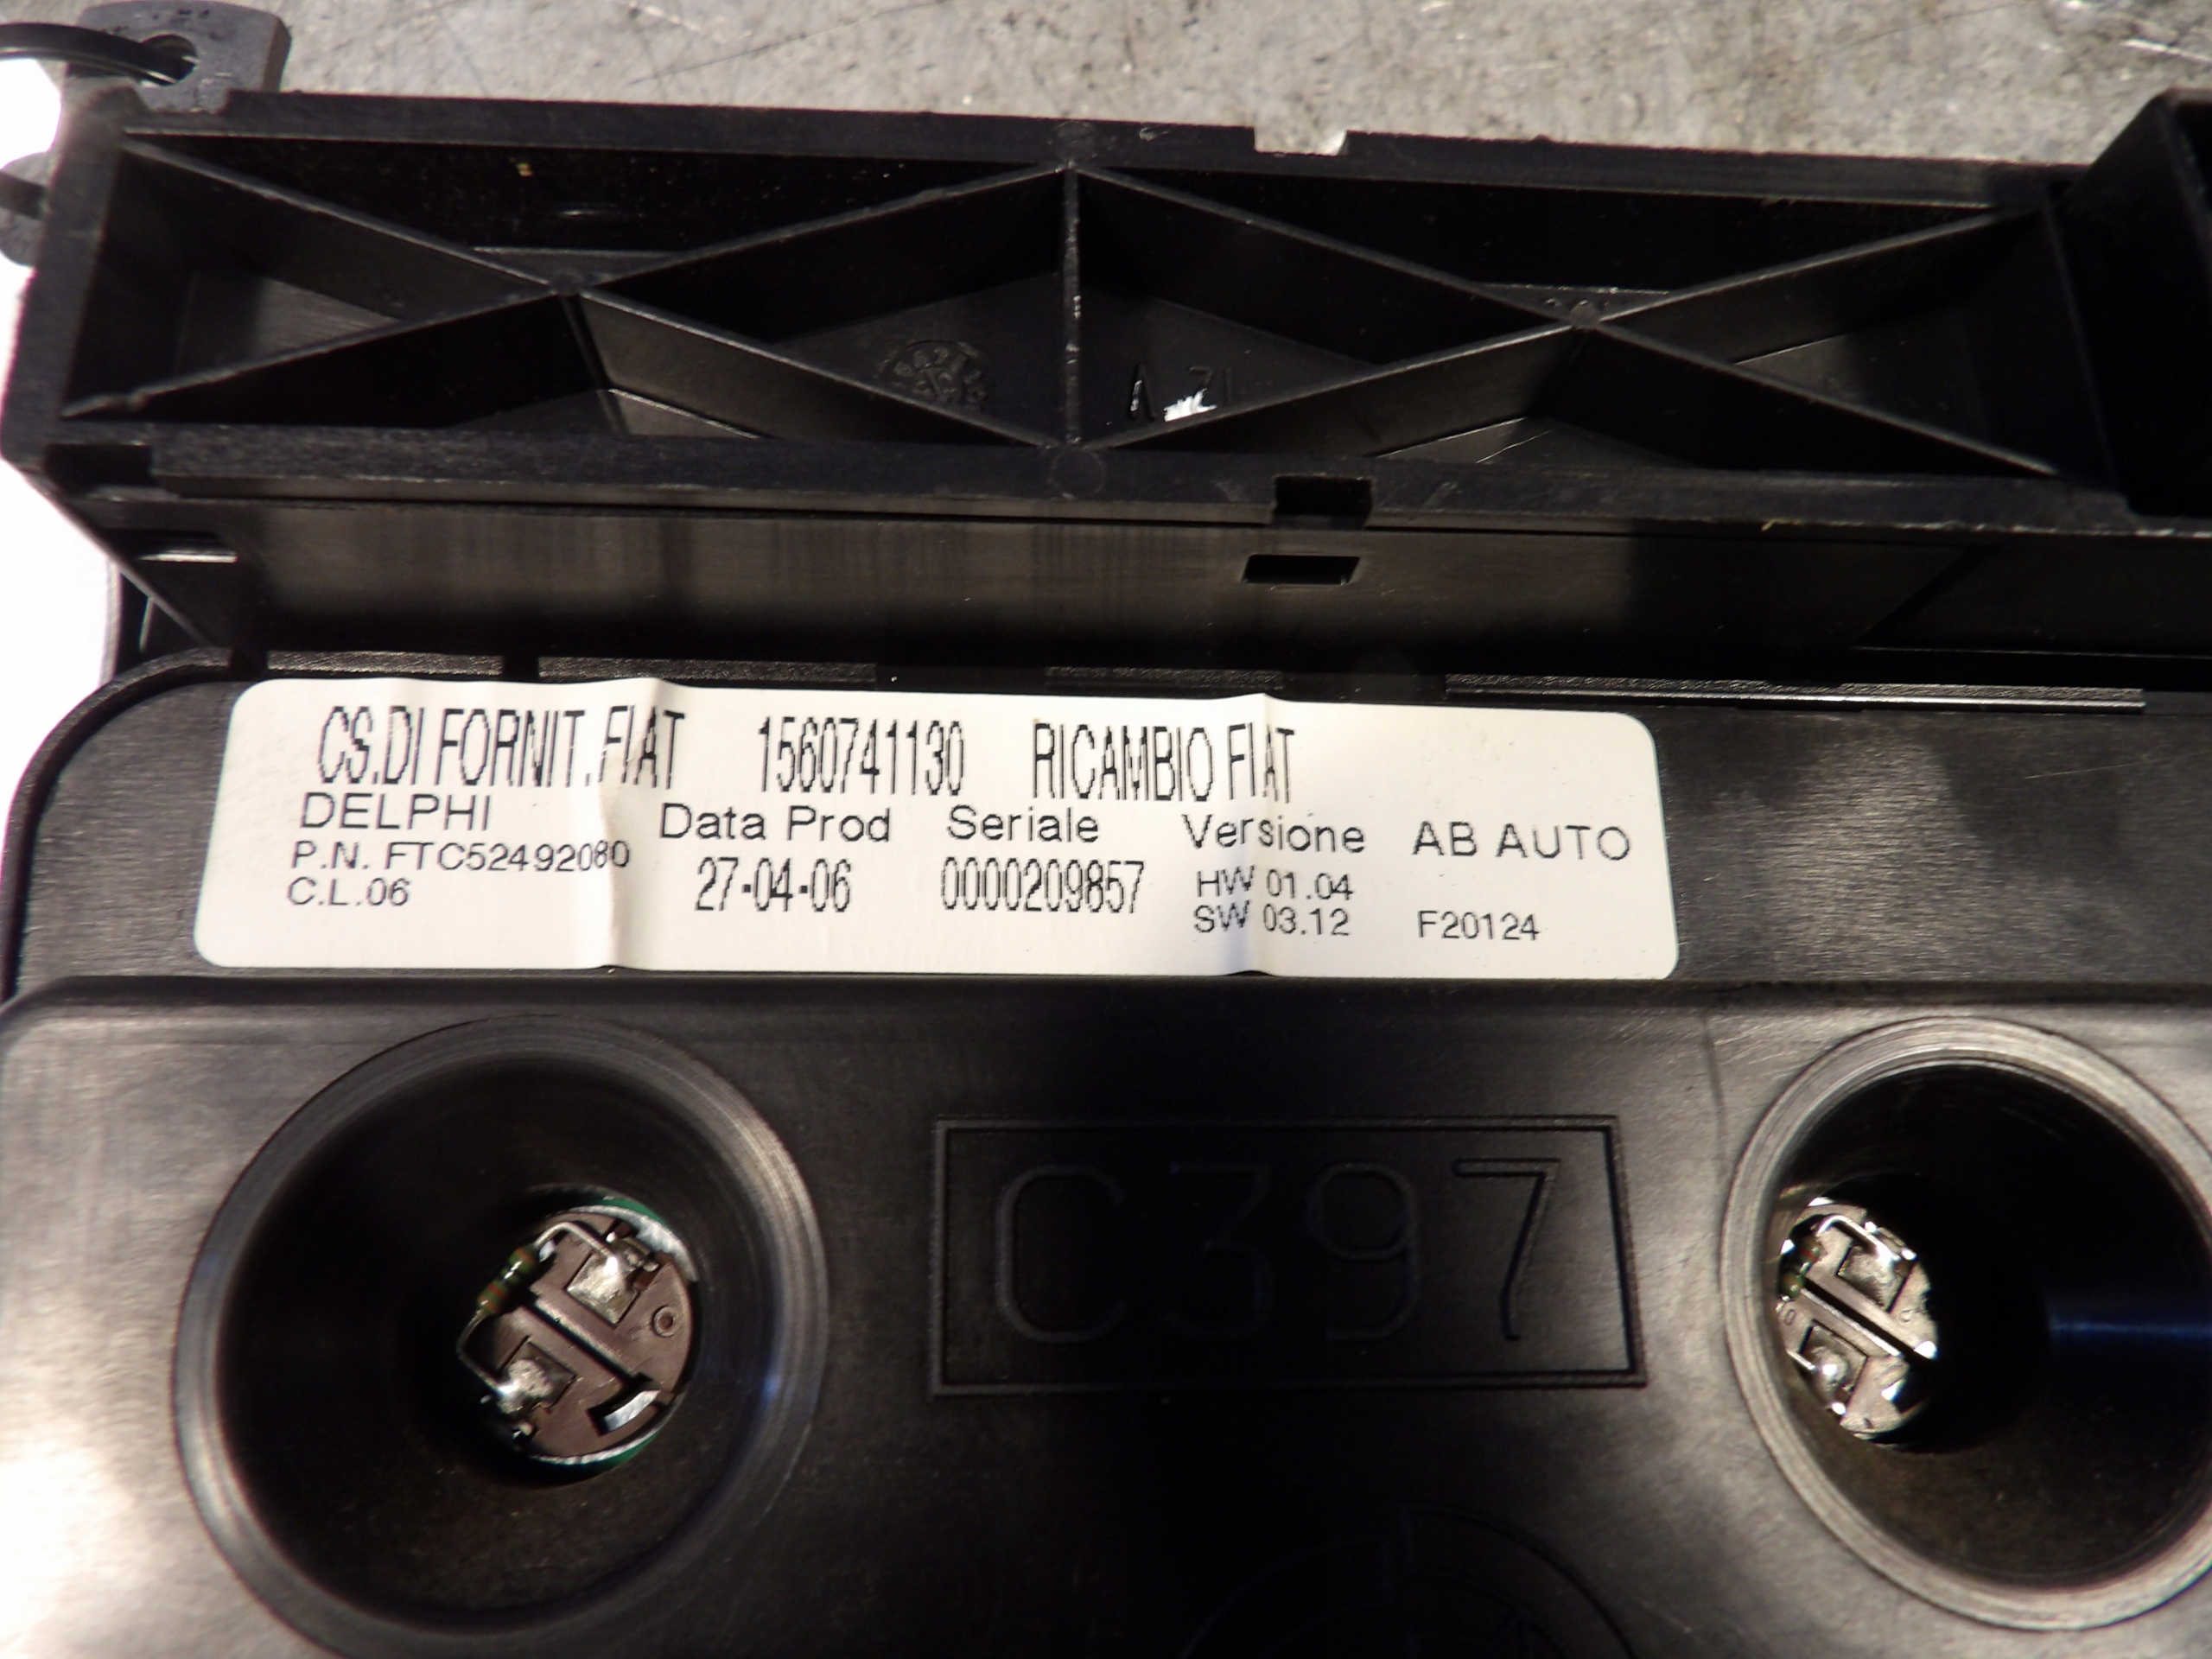 CS.DI FORNIT.FIAT 1560741130 RICAMBIO FIAT
DELPHI Data Prod Seriale Versione AB AUTO
P.N. FTC52492080 27-04-06 0000209857 HW 01.04
C.L.06 SW 03.12 F20124
C397